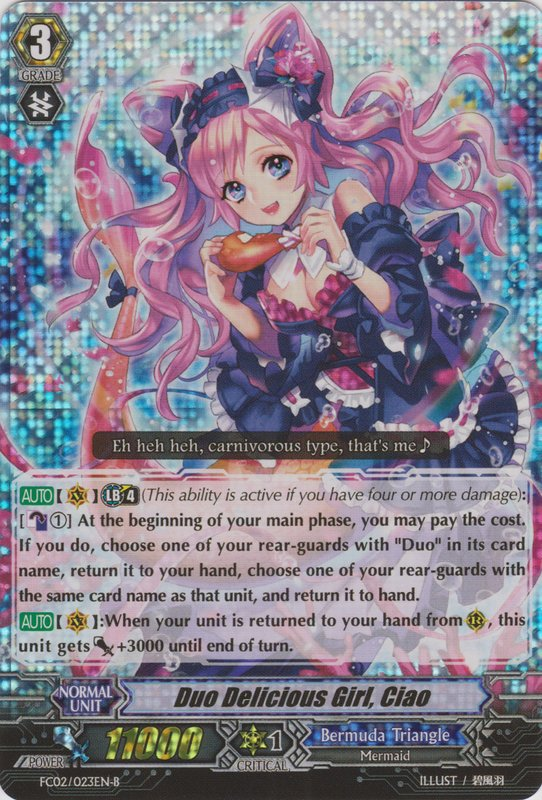 3
GRADE
Eh heh heh, carnivorous type, that's me♪
AUTO【 】LB4(This ability is active if you have four or more damage):
[ ①] At the beginning of your main phase, you may pay the cost.
If you do, choose one of your rear-guards with "Duo" in its card
name, return it to your hand, choose one of your rear-guards with
the same card name as that unit, and return it to hand.
AUTO【 】:When your unit is returned to your hand from R, this
unit gets +3000 until end of turn.
NORMAL
UNIT
Duo Delicious Girl, Ciao
POWER
11000
1
CRITICAL
Bermuda Triangle
Mermaid
FC02/023EN-B
ILLUST / 碧風羽